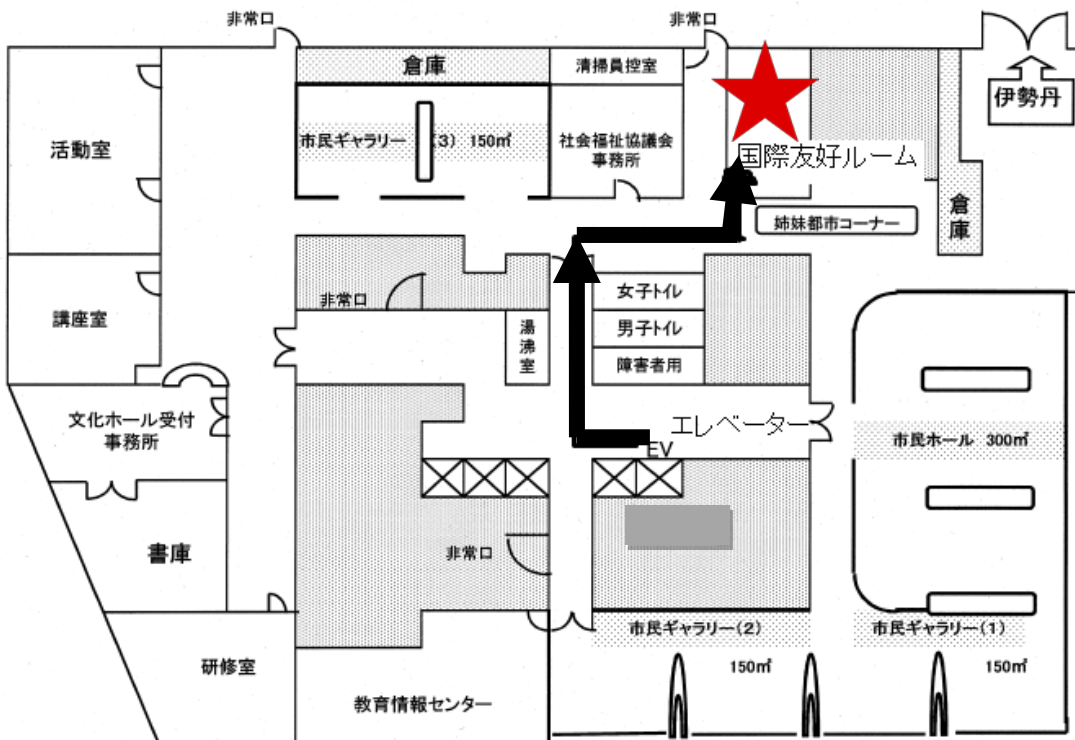 非常口
非常口
倉庫
清掃員控室
伊勢丹
活動室
市民ギャラリー (3) 150㎡
社会福祉協議会
事務所
国際友好ルーム
倉庫
姉妹都市コーナー
女子トイレ
非常口
講座室
湯沸室
男子トイレ
障害者用
文化ホール受付
事務所
エレベーター
EV
市民ホール 300㎡
書庫
非常口
市民ギャラリー(2)
市民ギャラリー(1)
研修室
150㎡
150㎡
教育情報センター